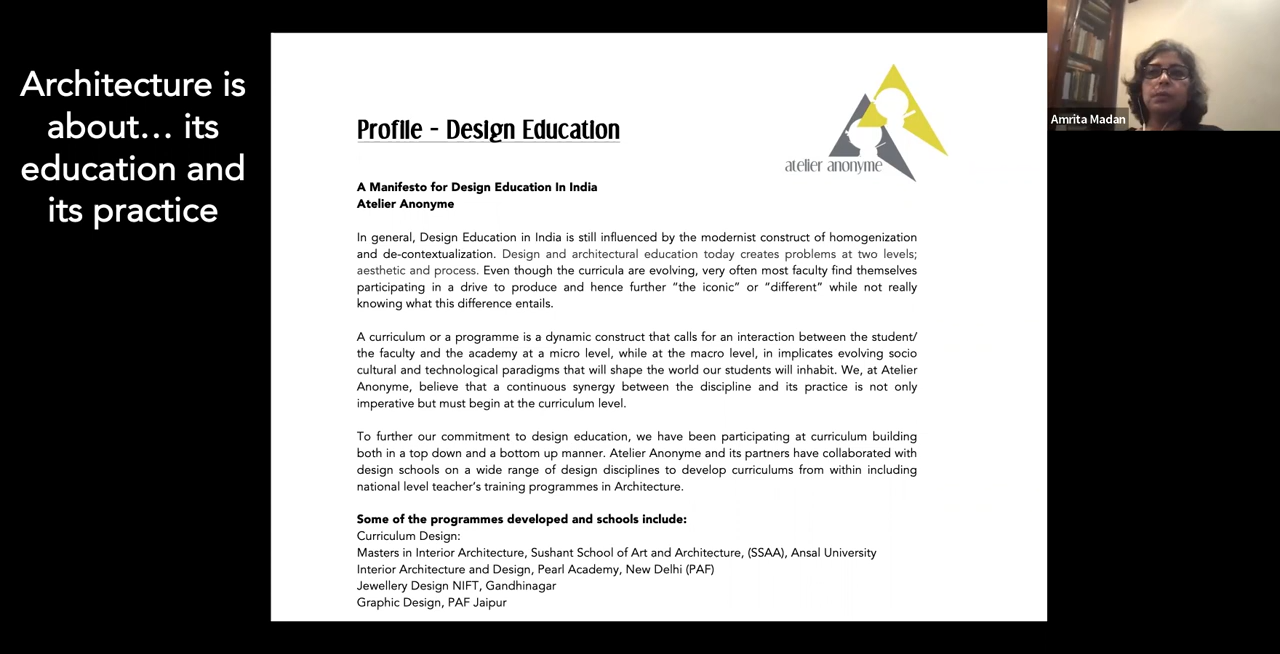 Architecture is
about... its
education and
its practice
Profile - Design Education
atelier anonyme
A Manifesto for Design Education In India
Atelier Anonyme
In general, Design Education in India is still influenced by the modernist construct of homogenization
and de-contextualization. Design and architectural education today creates problems at two levels;
aesthetic and process. Even though the curricula are evolving, very often most faculty find themselves
participating in a drive to produce and hence further “the iconic” or “different” while not really
knowing what this difference entails.
A curriculum or a programme is a dynamic construct that calls for an interaction between the student/
the faculty and the academy at a micro level, while at the macro level, in implicates evolving socio
cultural and technological paradigms that will shape the world our students will inhabit. We, at Atelier
Anonyme, believe that a continuous synergy between the discipline and its practice is not only
imperative but must begin at the curriculum level.
To further our commitment to design education, we have been participating at curriculum building
both in a top down and a bottom up manner. Atelier Anonyme and its partners have collaborated with
design schools on a wide range of design disciplines to develop curriculums from within including
national level teacher’s training programmes in Architecture.
Some of the programmes developed and schools include:
Curriculum Design:
Masters in Interior Architecture, Sushant School of Art and Architecture, (SSAA), Ansal University
Interior Architecture and Design, Pearl Academy, New Delhi (PAF)
Jewellery Design NIFT, Gandhinagar
Graphic Design, PAF Jaipur
Amrita Madan